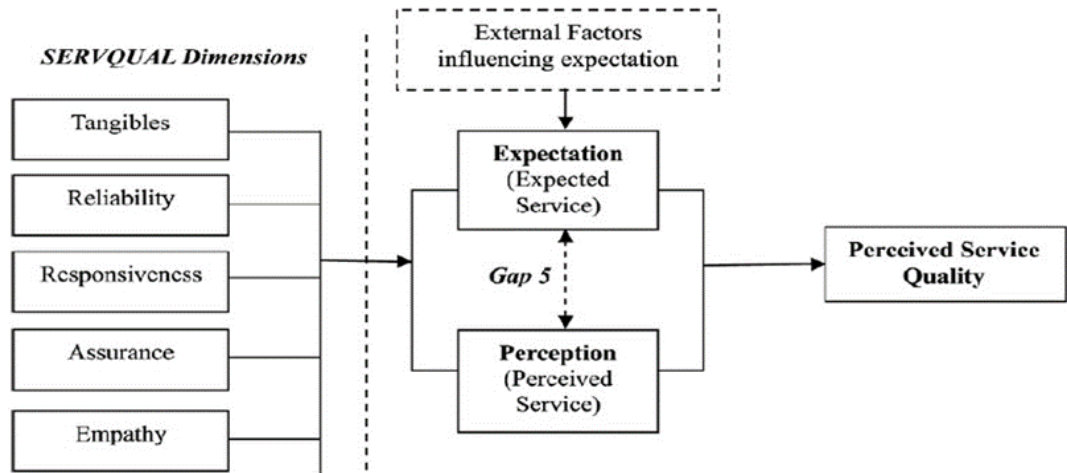 SERVQUAL Dimensions
Tangibles
Reliability
Responsiveness
Assurance
Empathy
External Factors
influencing expectation
Expectation
(Expected
Service)
Gap 5
Perception
(Perceived
Service)
Perceived Service
Quality